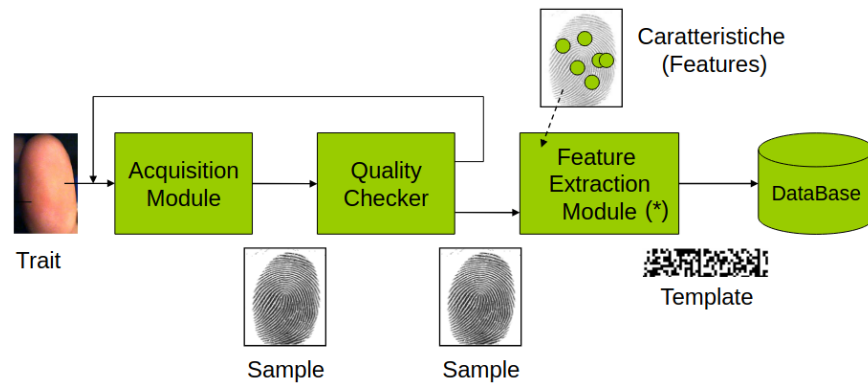 Caratteristiche
(Features)
Acquisition
Module
Quality
Checker
Feature
Extraction
Module (*)
DataBase
Trait
Sample
Sample
Template